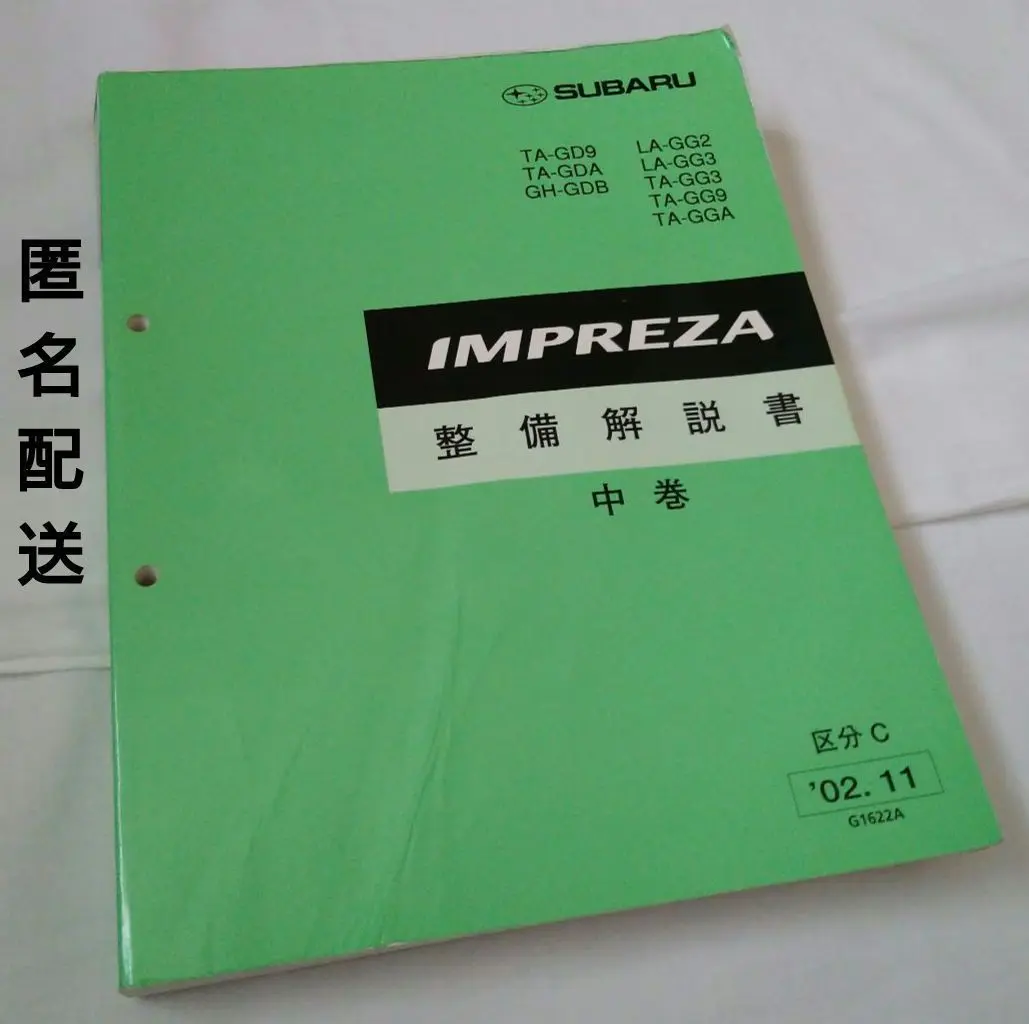 匿名配送
SUBARU
TA-GD9
TA-GDA
GH-GDB
LA-GG2
LA-GG3
TA-GG3
TA-GG9
TA-GGA
IMPREZA
整備解説書
中巻
区分 C
'02.11
G1622A